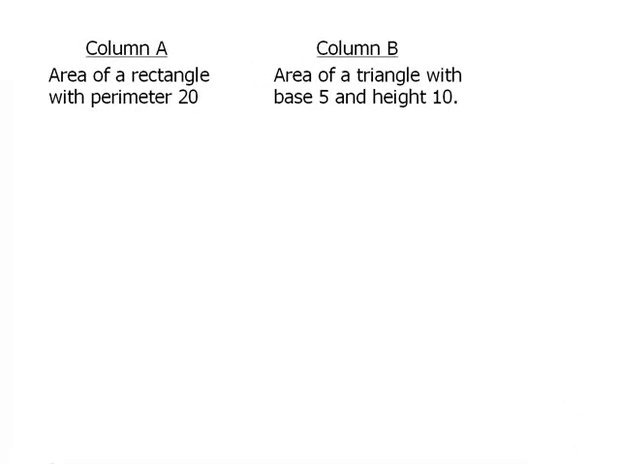 Column A
Column B
Area of a rectangle
with perimeter 20
Area of a triangle with
base 5 and height 10.